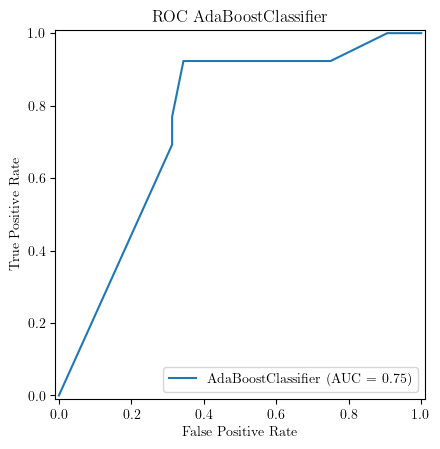 ROC AdaBoostClassifier
1.0
0.8
0.6
0.4
0.2
0.0
True Positive Rate
AdaBoostClassifier (AUC = 0.75)
0.0 0.2 0.4 0.6 0.8 1.0
False Positive Rate